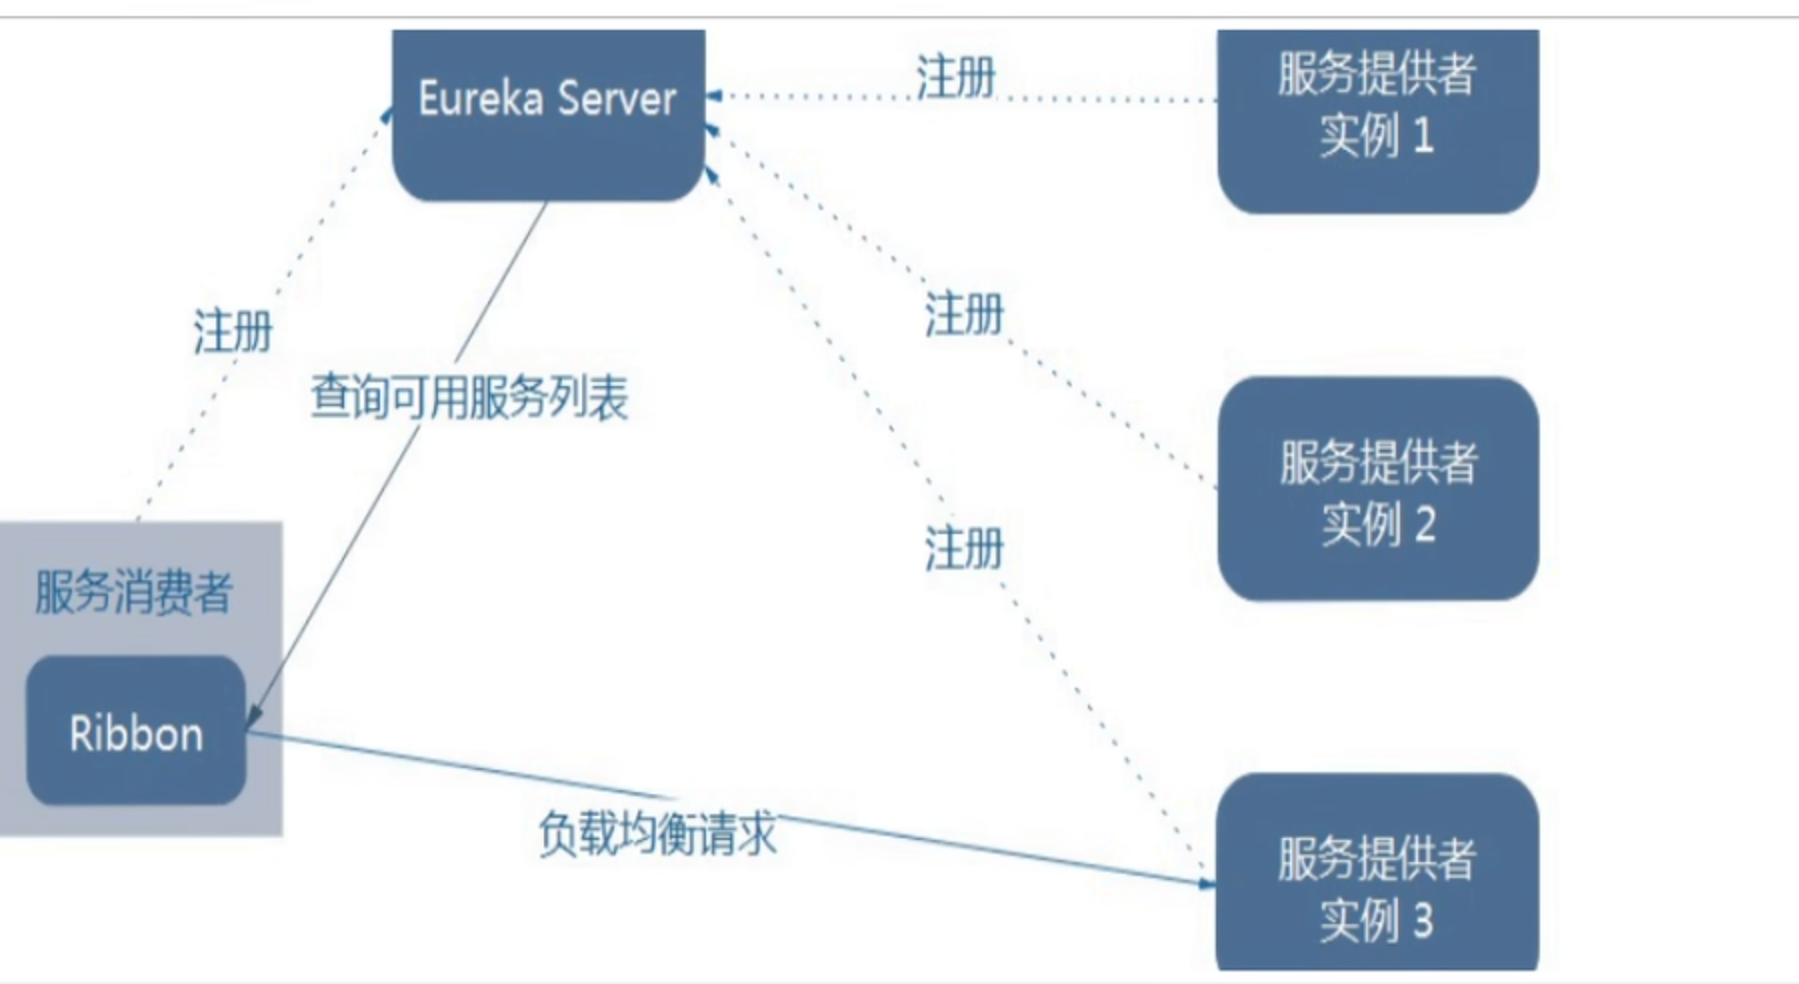 Eureka Server
注册
服务提供者
实例 1
注册
注册
查询可用服务列表
服务提供者
实例 2
注册
服务消费者
Ribbon
负载均衡请求
服务提供者
实例 3